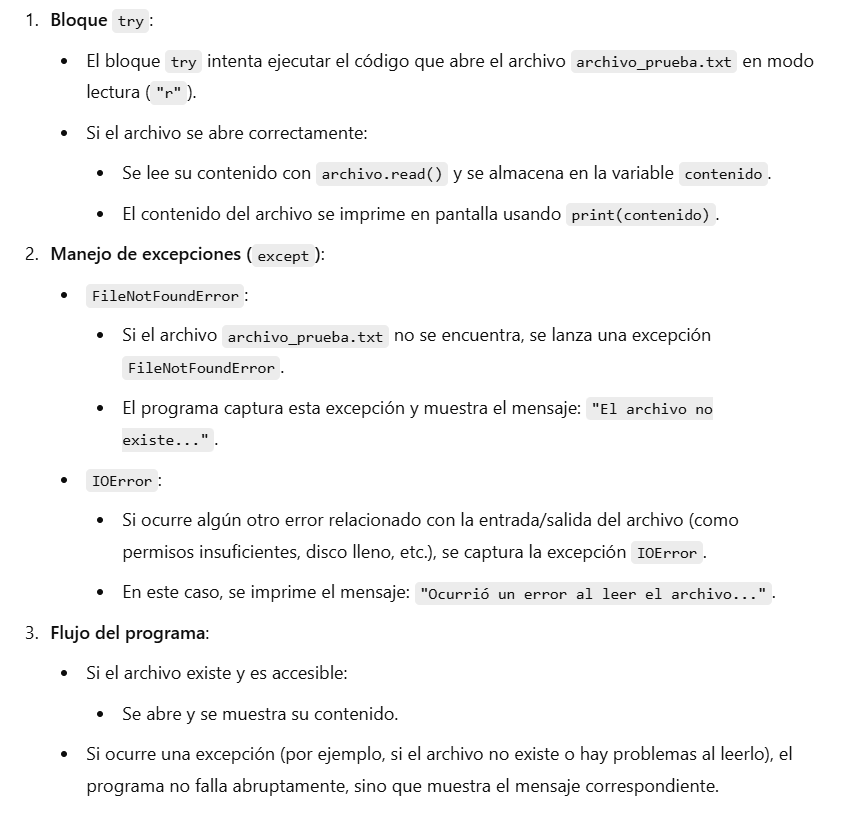 1. Bloque try:
• El bloque try intenta ejecutar el código que abre el archivo archivo_prueba.txt en modo
lectura ("r").
• Si el archivo se abre correctamente:
• Se lee su contenido con archivo.read() y se almacena en la variable contenido.
• El contenido del archivo se imprime en pantalla usando print(contenido).
2. Manejo de excepciones (except):
• FileNotFoundError:
• Si el archivo archivo_prueba.txt no se encuentra, se lanza una excepción
FileNotFoundError.
• El programa captura esta excepción y muestra el mensaje: "El archivo no
existe...".
• IOError:
• Si ocurre algún otro error relacionado con la entrada/salida del archivo (como
permisos insuficientes, disco lleno, etc.), se captura la excepción IOError.
• En este caso, se imprime el mensaje: "Ocurrió un error al leer el archivo...".
3. Flujo del programa:
• Si el archivo existe y es accesible:
• Se abre y se muestra su contenido.
• Si ocurre una excepción (por ejemplo, si el archivo no existe o hay problemas al leerlo), el
programa no falla abruptamente, sino que muestra el mensaje correspondiente.